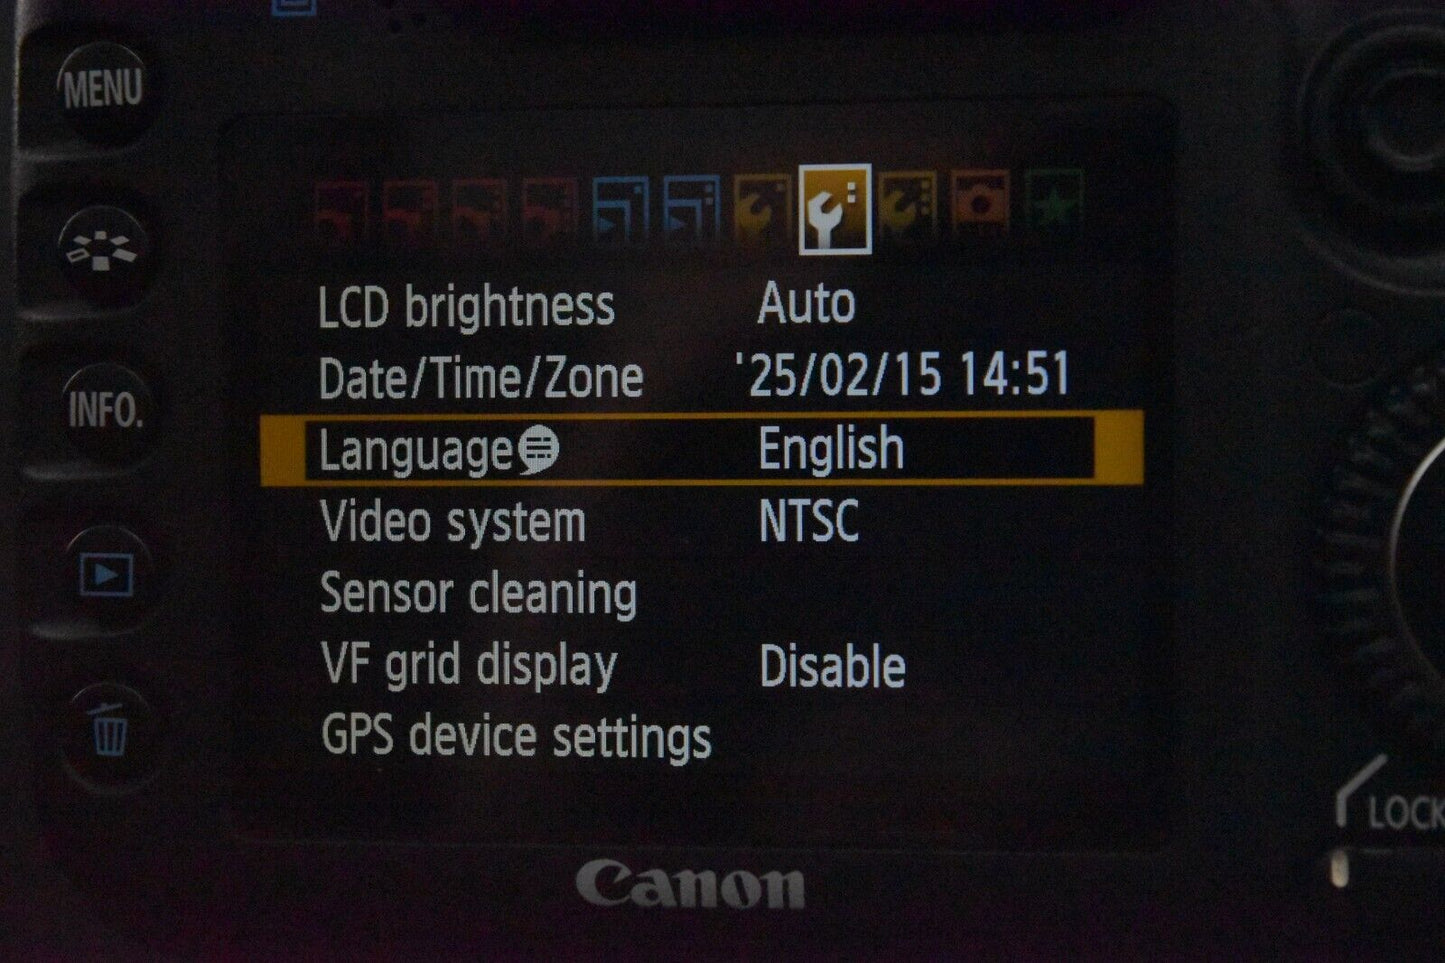 MENU
LCD brightness Auto
Date/Time/Zone '25/02/15 14:51
INFO.
Language English
Video system NTSC
Sensor cleaning
VF grid display Disable
GPS device settings
LOCK
Canon